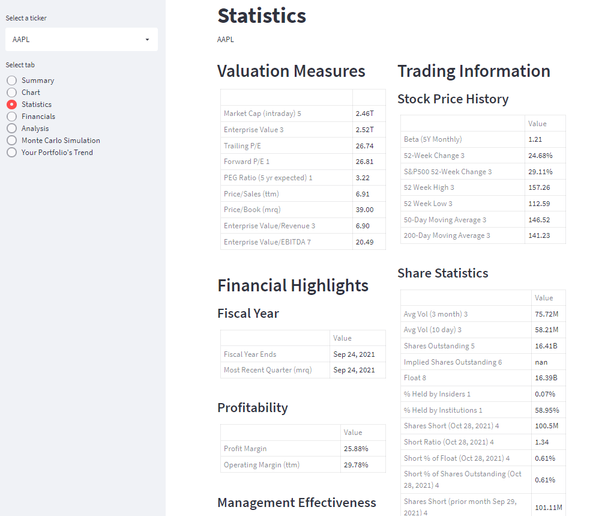 Select a ticker
AAPL
Select tab
Summary
Chart
Statistics
Financials
Analysis
Monte Carlo Simulation
Your Portfolio's Trend
Statistics
AAPL
Valuation Measures
Market Cap (intraday) 5 2.46T
Enterprise Value 3 2.52T
Trailing P/E 26.74
Forward P/E 1 26.81
PEG Ratio (5 yr expected) 1 3.22
Price/Sales (ttm) 6.91
Price/Book (mrq) 39.00
Enterprise Value/Revenue 3 6.90
Enterprise Value/EBITDA 7 20.49
Financial Highlights
Fiscal Year
Value
Fiscal Year Ends Sep 24, 2021
Most Recent Quarter (mrq) Sep 24, 2021
Profitability
Value
Profit Margin 25.88%
Operating Margin (ttm) 29.78%
Management Effectiveness
Trading Information
Stock Price History
Value
Beta (5Y Monthly) 1.21
52-Week Change 3 24.68%
S&P500 52-Week Change 3 29.11%
52 Week High 3 157.26
52 Week Low 3 112.59
50-Day Moving Average 3 146.52
200-Day Moving Average 3 141.23
Share Statistics
Value
Avg Vol (3 month) 3 75.72M
Avg Vol (10 day) 3 58.21M
Shares Outstanding 5 16.41B
Implied Shares Outstanding 6 nan
Float 8 16.39B
% Held by Insiders 1 0.07%
% Held by Institutions 1 58.95%
Shares Short (Oct 28, 2021) 4 100.5M
Short Ratio (Oct 28, 2021) 4 1.34
Short % of Float (Oct 28, 2021) 4 0.61%
Short % of Shares Outstanding (Oct
28, 2021) 4 0.61%
Shares Short (prior month Sep 29,
2021) 4 101.11M